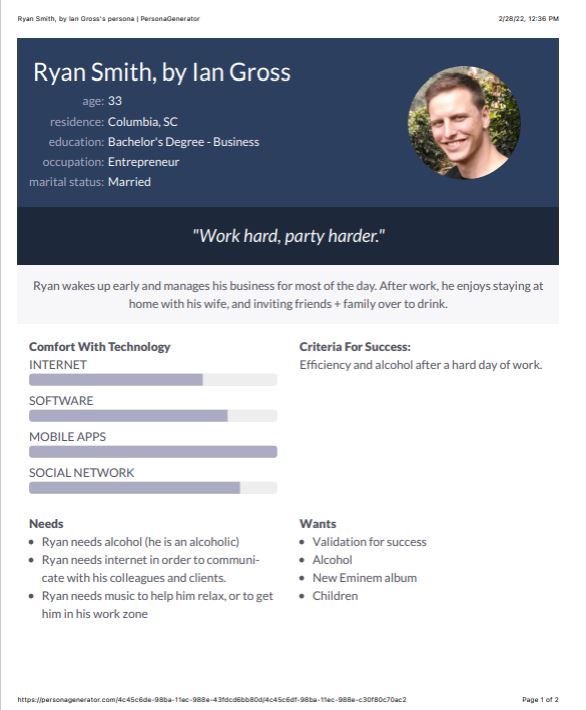 Ryan Smith, by Ian Gross's persona | PersonaGenerator
2/28/22, 12:36 PM
Ryan Smith, by Ian Gross
age: 33
residence: Columbia, SC
education: Bachelor's Degree - Business
occupation: Entrepreneur
marital status: Married
"Work hard, party harder."
Ryan wakes up early and manages his business for most of the day. After work, he enjoys staying at
home with his wife, and inviting friends + family over to drink.
Comfort With Technology
INTERNET
SOFTWARE
MOBILE APPS
SOCIAL NETWORK
Criteria For Success:
Efficiency and alcohol after a hard day of work.
Needs
• Ryan needs alcohol (he is an alcoholic)
• Ryan needs internet in order to communi-
cate with his colleagues and clients.
• Ryan needs music to help him relax, or to get
him in his work zone
Wants
• Validation for success
• Alcohol
• New Eminem album
• Children
https://personagenerator.com/4c45c6de-98ba-11ec-988e-43fdcd6bb80d/4c45c6df-98ba-11ec-988e-c30f80c70ac2
Page 1 of 2